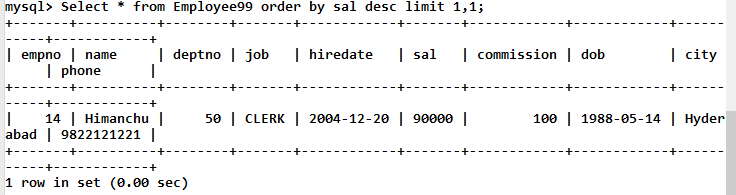 mysql> Select * from Employee99 order by sal desc limit 1,1;
+-------+----------+--------+-------+------------+-------+------------+------------+------
-----+------------+
| empno | name     | deptno | job   | hiredate   | sal   | commission | dob        | city
     | phone      |
+-------+----------+--------+-------+------------+-------+------------+------------+------
-----+------------+
|    14 | Himanchu |     50 | CLERK | 2004-12-20 | 90000 |        100 | 1988-05-14 | Hyder
abad | 9822121221 |
+-------+----------+--------+-------+------------+-------+------------+------------+------
-----+------------+
1 row in set (0.00 sec)